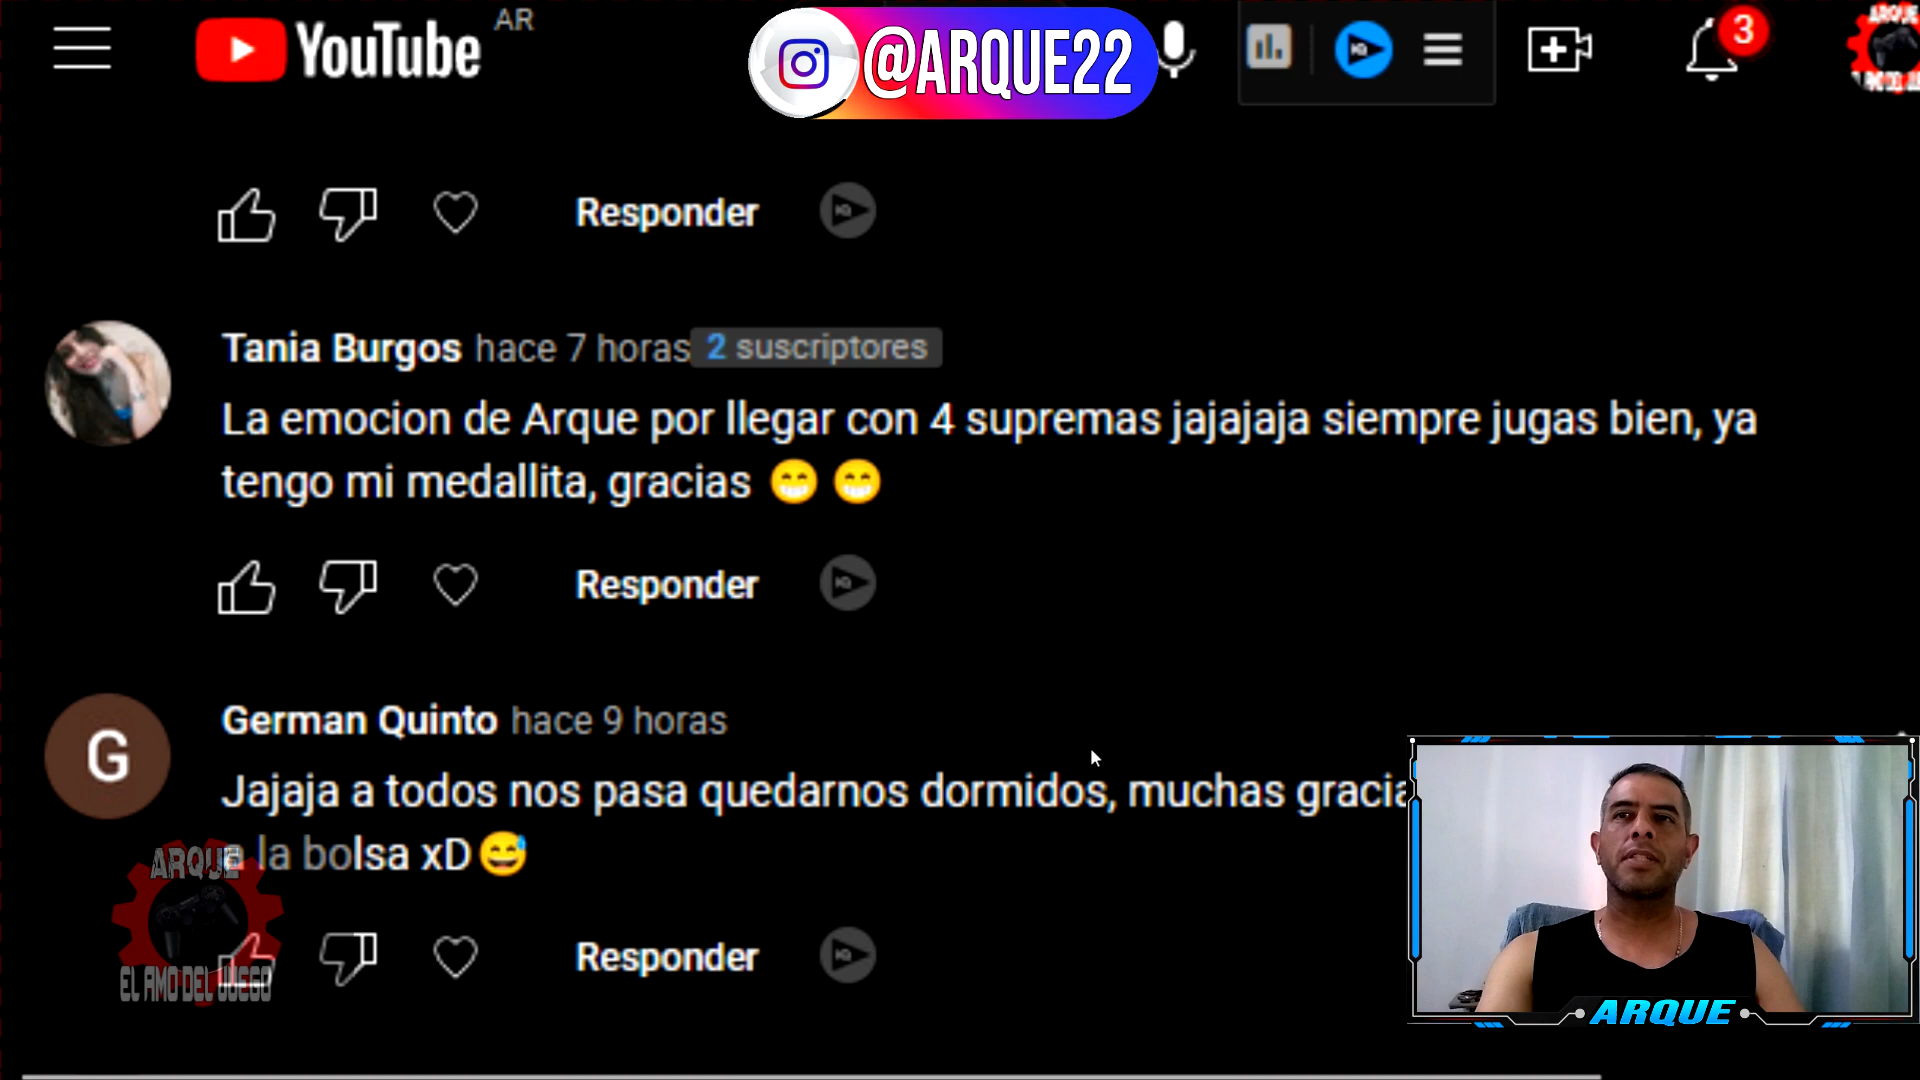 YouTube AR
@ARQUE22
3
Responder
Tania Burgos hace 7 horas 2 suscriptores
La emocion de Arque por llegar con 4 supremas jajajaja siempre jugas bien, ya
tengo mi medallita, gracias 😁 😁
Responder
G
German Quinto hace 9 horas
Jajaja a todos nos pasa quedarnos dormidos, muchas
a la bolsa xD😅
ARQUE
EL AMO DEL JUEGO
Responder
ARQUE